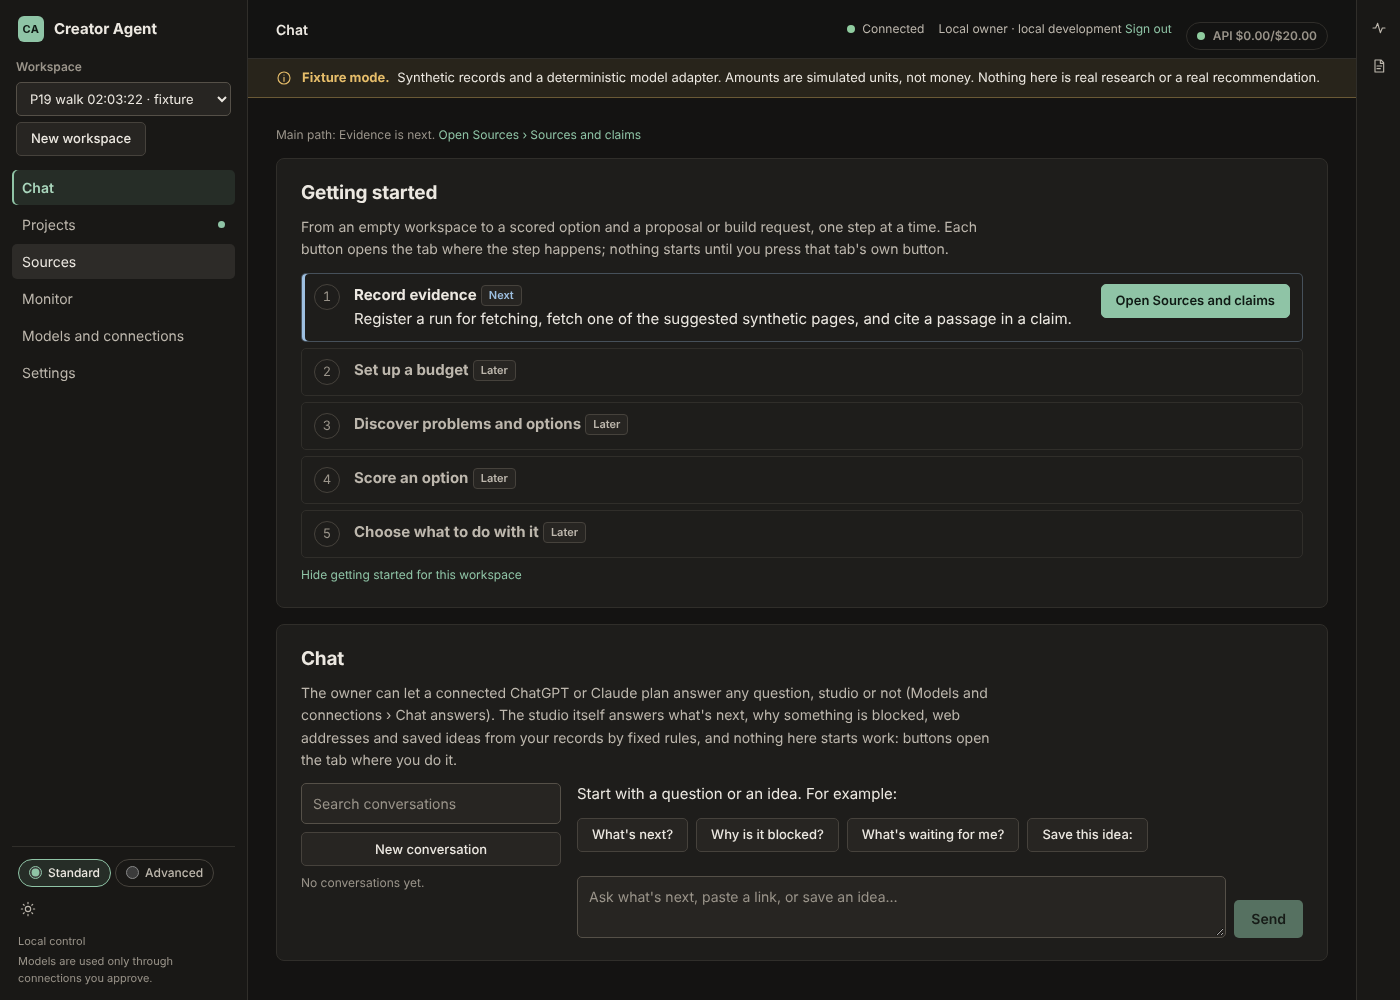 CA Creator Agent
Workspace
P19 walk 02:03:22 · fixture
New workspace
Chat
Projects
Sources
Monitor
Models and connections
Settings
Standard
Advanced
Local control
Models are used only through
connections you approve.
Chat
Connected
Local owner · local development Sign out
API $0.00/$20.00
Fixture mode. Synthetic records and a deterministic model adapter. Amounts are simulated units, not money. Nothing here is real research or a real recommendation.
Main path: Evidence is next. Open Sources › Sources and claims
Getting started
From an empty workspace to a scored option and a proposal or build request, one step at a time. Each
button opens the tab where the step happens; nothing starts until you press that tab's own button.
1 Record evidence Next
Register a run for fetching, fetch one of the suggested synthetic pages, and cite a passage in a claim.
Open Sources and claims
2 Set up a budget Later
3 Discover problems and options Later
4 Score an option Later
5 Choose what to do with it Later
Hide getting started for this workspace
Chat
The owner can let a connected ChatGPT or Claude plan answer any question, studio or not (Models and
connections › Chat answers). The studio itself answers what's next, why something is blocked, web
addresses and saved ideas from your records by fixed rules, and nothing here starts work: buttons open
the tab where you do it.
Search conversations
New conversation
No conversations yet.
Start with a question or an idea. For example:
What's next?
Why is it blocked?
What's waiting for me?
Save this idea:
Ask what's next, paste a link, or save an idea...
Send